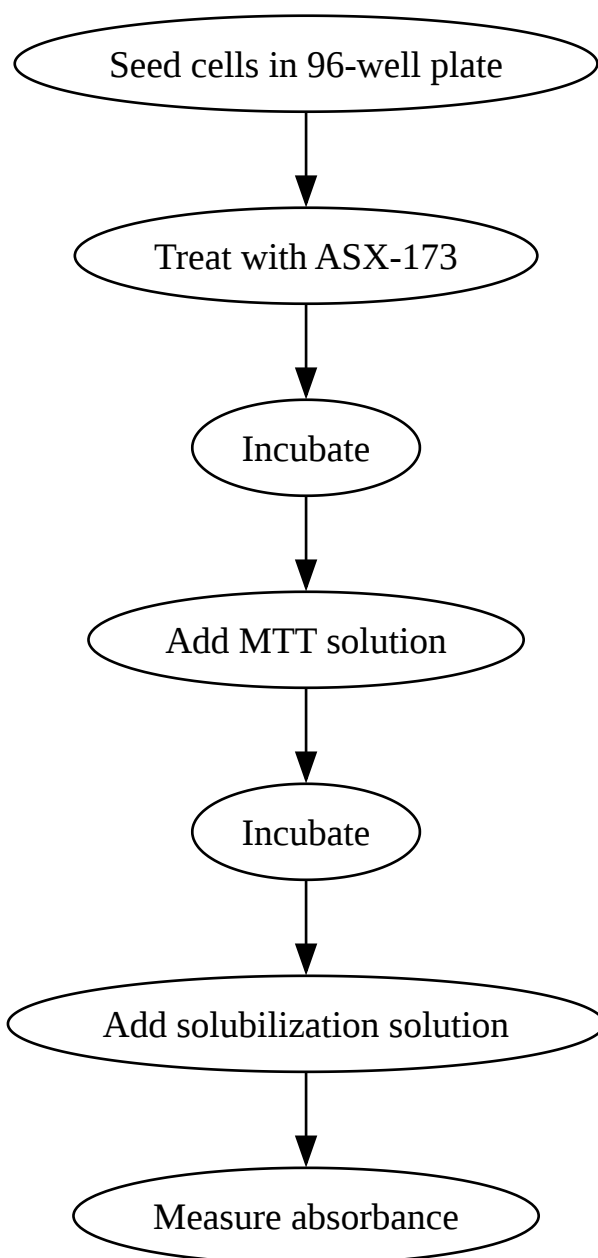 Seed cells in 96-well plate
Treat with ASX-173
Incubate
Add MTT solution
Incubate
Add solubilization solution
Measure absorbance